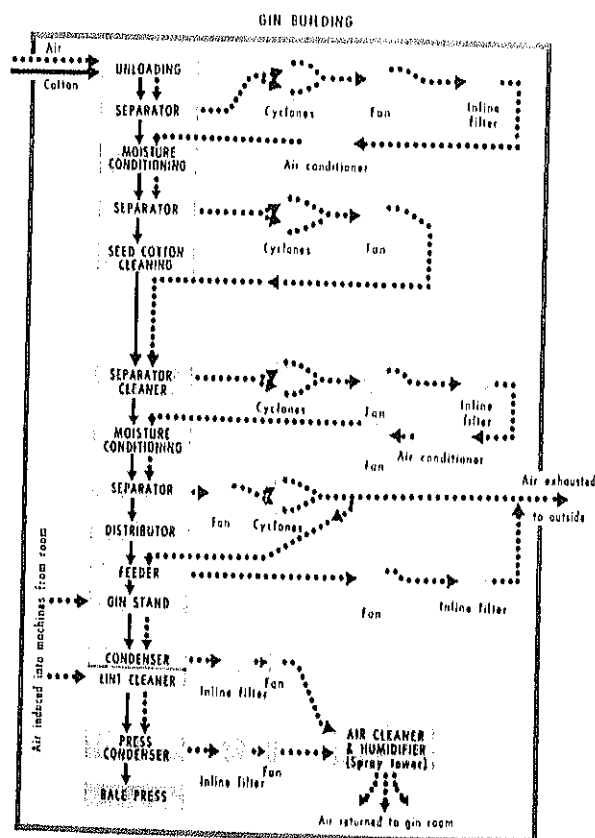 GIN BUILDING
Air
Cotton
UNLOADING
SEPARATOR
Cyclones
Fan
Inline
filter
MOISTURE
CONDITIONING
Air conditioner
SEPARATOR
Cyclones
Fan
SEED COTTON
CLEANING
SEPARATOR
CLEANER
Cyclones
Fan
Inline
filter
MOISTURE
CONDITIONING
Fan
Air conditioner
SEPARATOR
Fan
Cyclones
Air exhausted
to outside
DISTRIBUTOR
FEEDER
Fan
Inline filter
GIN STAND
Air induced into machines from room
CONDENSER
LINT CLEANER
Inline filter
Fan
PRESS
CONDENSER
Inline filter
Fan
AIR CLEANER
& HUMIDIFIER
(Spray tower)
BALE PRESS
Air returned to gin room